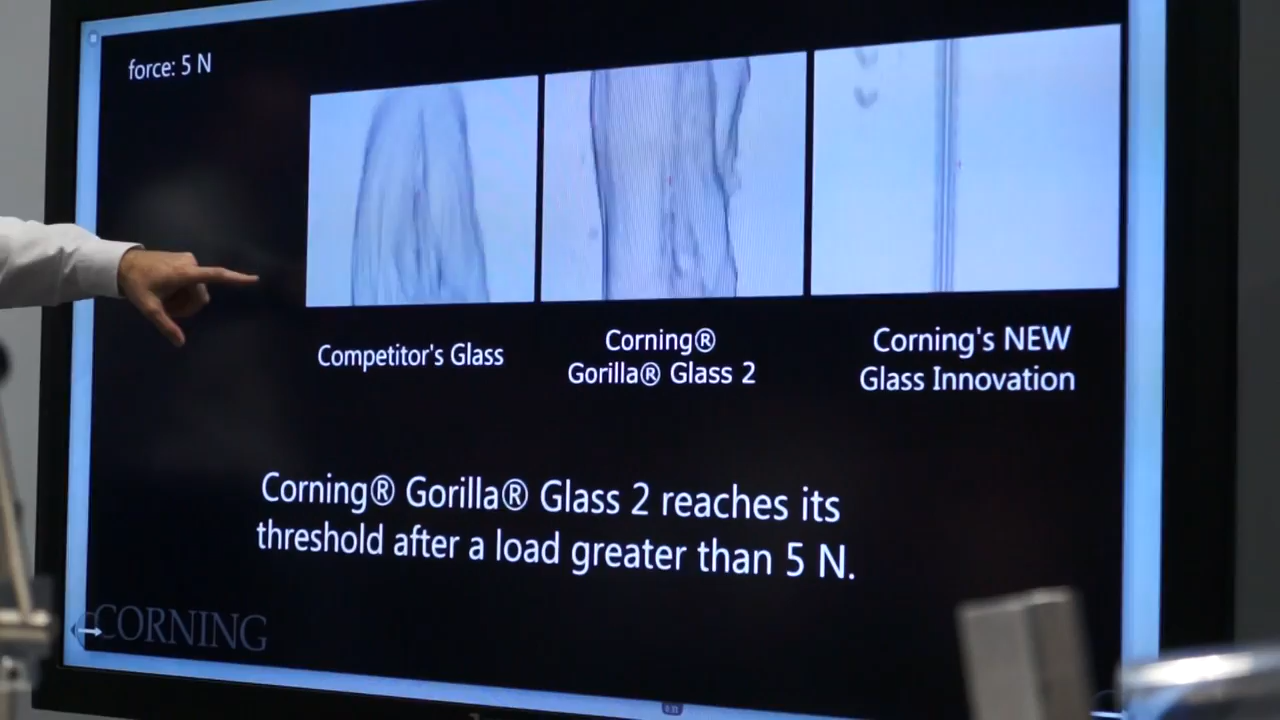 force: 5 N
Competitor's Glass
Corning®
Gorilla® Glass 2
Corning's NEW
Glass Innovation
Corning® Gorilla® Glass 2 reaches its
threshold after a load greater than 5 N.
CORNING